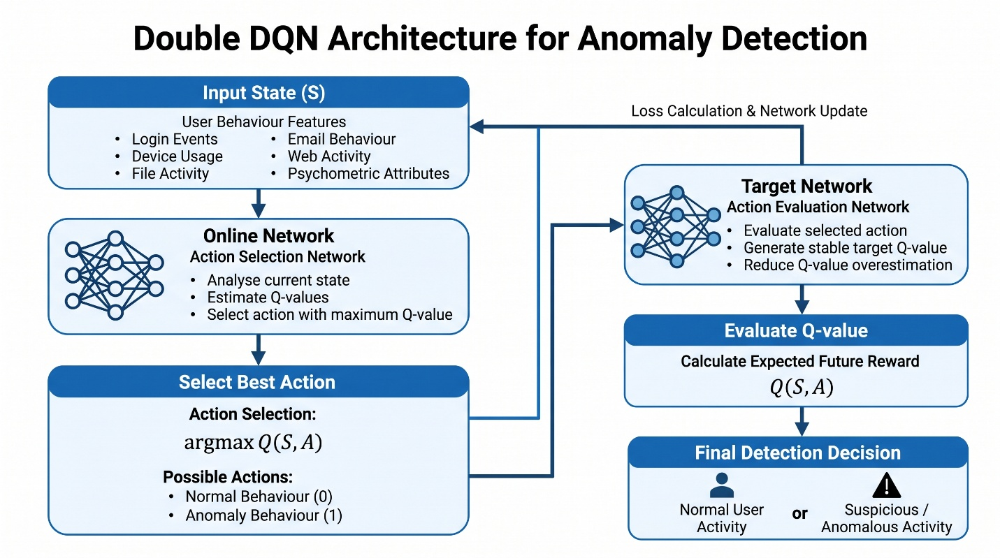 Double DQN Architecture for Anomaly Detection
Input State (S)
User Behaviour Features
• Login Events
• Device Usage
• File Activity
• Email Behaviour
• Web Activity
• Psychometric Attributes
Online Network
Action Selection Network
• Analyse current state
• Estimate Q-values
• Select action with maximum Q-value
Select Best Action
Action Selection:
argmax Q(S, A)
Possible Actions:
• Normal Behaviour (0)
• Anomaly Behaviour (1)
Loss Calculation & Network Update
Target Network
Action Evaluation Network
• Evaluate selected action
• Generate stable target Q-value
• Reduce Q-value overestimation
Evaluate Q-value
Calculate Expected Future Reward
Q(S, A)
Final Detection Decision
Normal User
Activity
or
Suspicious /
Anomalous Activity